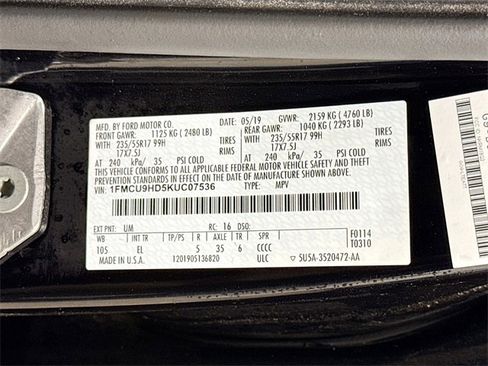 MFD. BY FORD MOTOR CO.
05/19 GVWR: 2159 KG ( 4760 LB)
FRONT GAWR: 1125 KG ( 2480 LB) REAR GAWR: 1040 KG ( 2293 LB)
WITH WITH
235/55R17 99H TIRES 235/55R17 99H TIRES
17X7.5J RIMS 17X7.5J RIMS
AT 240 kPa/ 35 PSI COLD AT 240 kPa/ 35 PSI COLD
THIS VEHICLE CONFORMS TO ALL APPLICABLE FEDERAL MOTOR VEHICLE
SAFETY AND THEFT PREVENTION STANDARDS IN EFFECT ON THE DATE OF MANUFACTURE SHOWN ABOVE.
VIN: 1FMCU9HD5KUC07536 TYPE: MPV
EXT PNT: UM RC: 16 DSO: F0114
WB INT TR TP/PS R AXLE TR SPR T0310
105 EL 5 35 6 CCCC
MADE IN U.S.A. 1201905136820 ULC 5U5A-3520472-AA